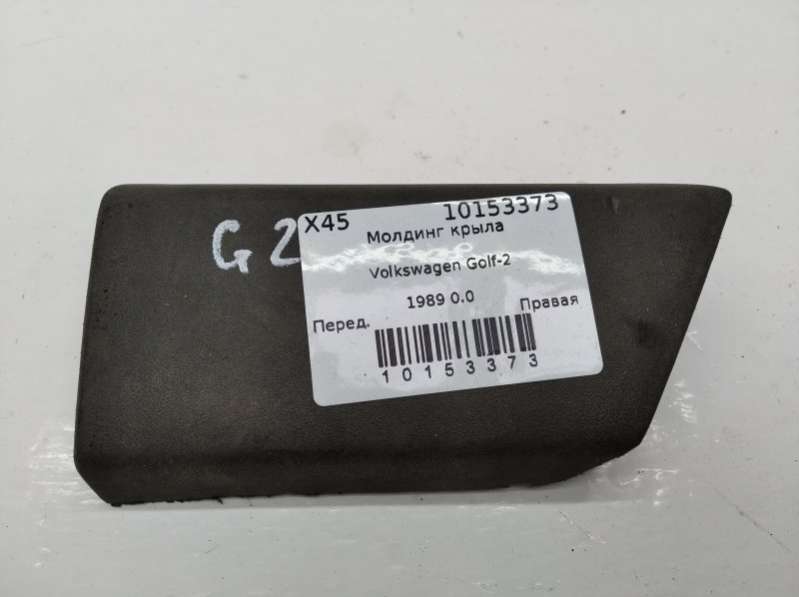 G 2
X45 10153373
Молдинг крыла
Volkswagen Golf-2
1989 0.0
Перед. Правая
10153373